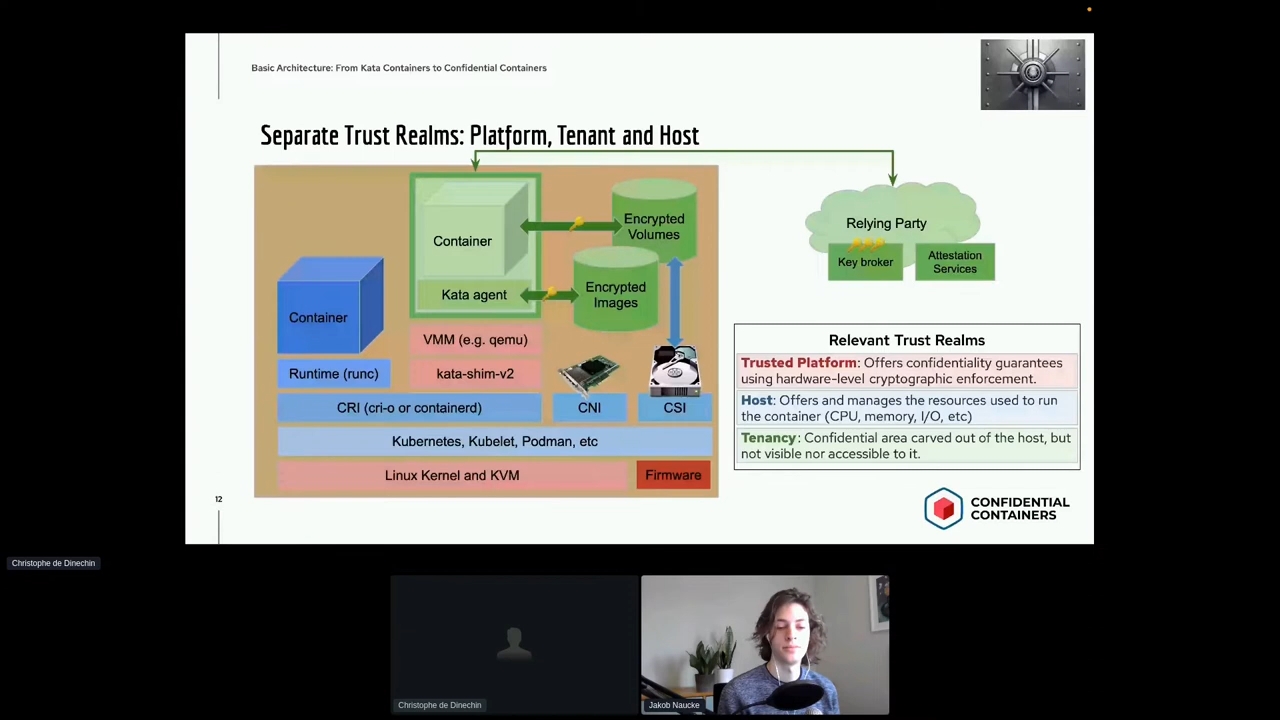 Basic Architecture: From Kata Containers to Confidential Containers
Separate Trust Realms: Platform, Tenant and Host
Container
Kata agent
Encrypted
Volumes
Encrypted
Images
Container
VMM (e.g. qemu)
Runtime (runc)
kata-shim-v2
CRI (cri-o or containerd)
CNI
CSI
Kubernetes, Kubelet, Podman, etc
Linux Kernel and KVM
Firmware
Relying Party
Key broker
Attestation
Services
Relevant Trust Realms
Trusted Platform: Offers confidentiality guarantees
using hardware-level cryptographic enforcement.
Host: Offers and manages the resources used to run
the container (CPU, memory, I/O, etc)
Tenancy: Confidential area carved out of the host, but
not visible nor accessible to it.
12
CONFIDENTIAL
CONTAINERS
Christophe de Dinechin
Christophe de Dinechin
Jakob Naucke